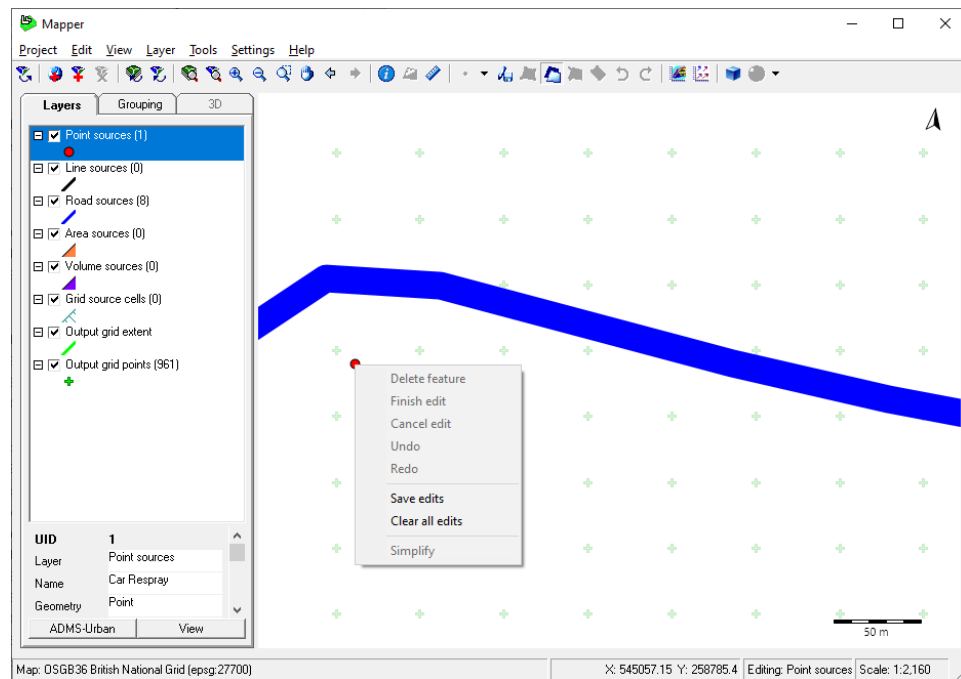 Mapper
Project Edit View Layer Tools Settings Help
Layers Grouping 3D
Point sources (1)
Line sources (0)
Road sources (8)
Area sources (0)
Volume sources (0)
Grid source cells (0)
Output grid extent
Output grid points (961)
Delete feature
Finish edit
Cancel edit
Undo
Redo
Save edits
Clear all edits
Simplify
UID 1
Layer Point sources
Name Car Respray
Geometry Point
ADMS-Urban View
50 m
Map: OSGB36 British National Grid (epsg:27700) X: 545057.15 Y: 258785.4 Editing: Point sources Scale: 1:2,160